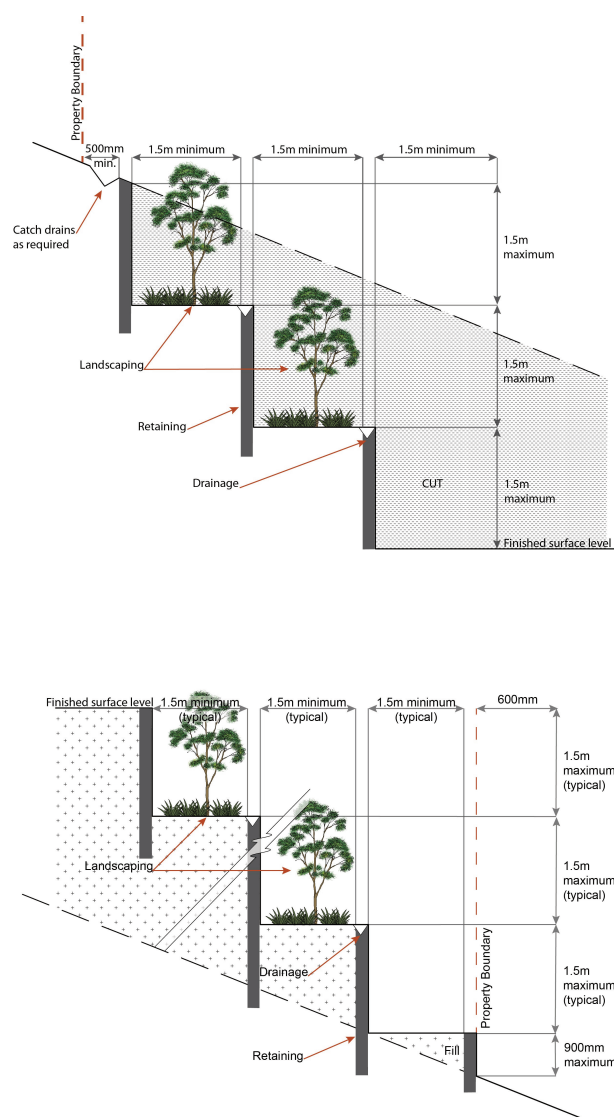 Property Boundary
500mm
min.
1.5m minimum
1.5m minimum
1.5m minimum
Catch drains
as required
1.5m
maximum
Landscaping
1.5m
maximum
Retaining
Drainage
CUT
1.5m
maximum
Finished surface level
Finished surface level
1.5m minimum
(typical)
1.5m minimum
(typical)
1.5m minimum
(typical)
600mm
1.5m
maximum
(typical)
Landscaping
1.5m
maximum
(typical)
Drainage
1.5m
maximum
(typical)
Property Boundary
Retaining
Fill
900mm
maximum